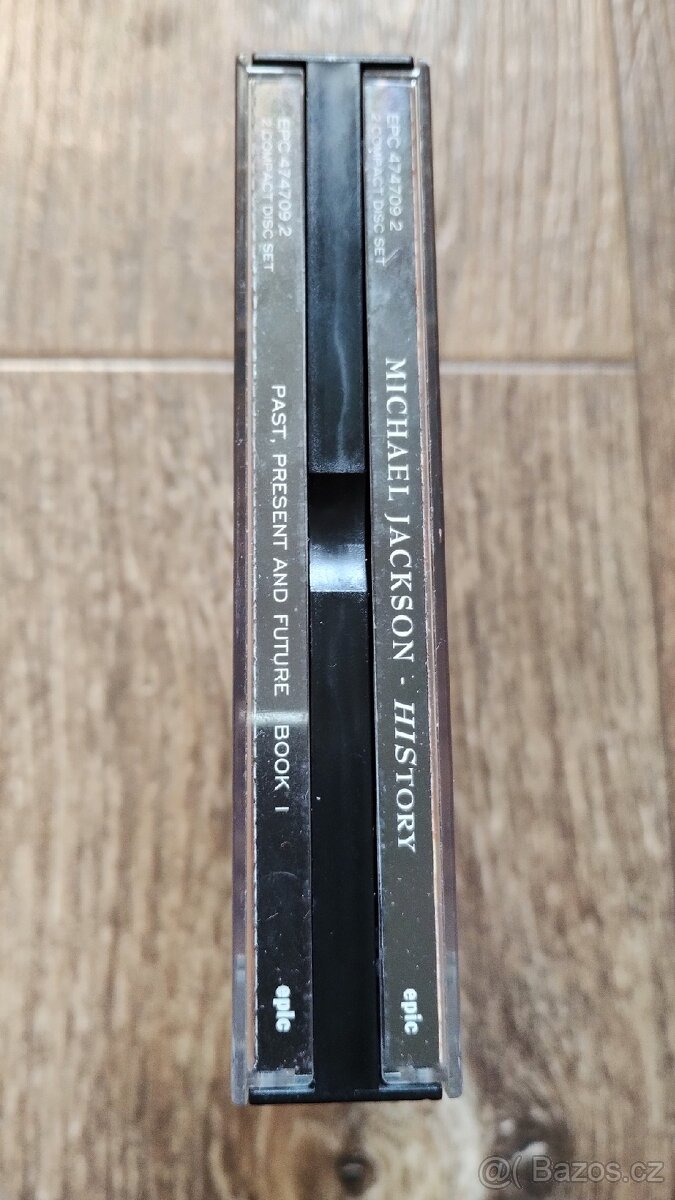 EPC 474709 2
2 COMPACT DISC SET
MICHAEL JACKSON - HISTORY
epic
EPC 474709 2
2 COMPACT DISC SET
PAST, PRESENT AND FUTURE BOOK I
epic
Bazos.cz